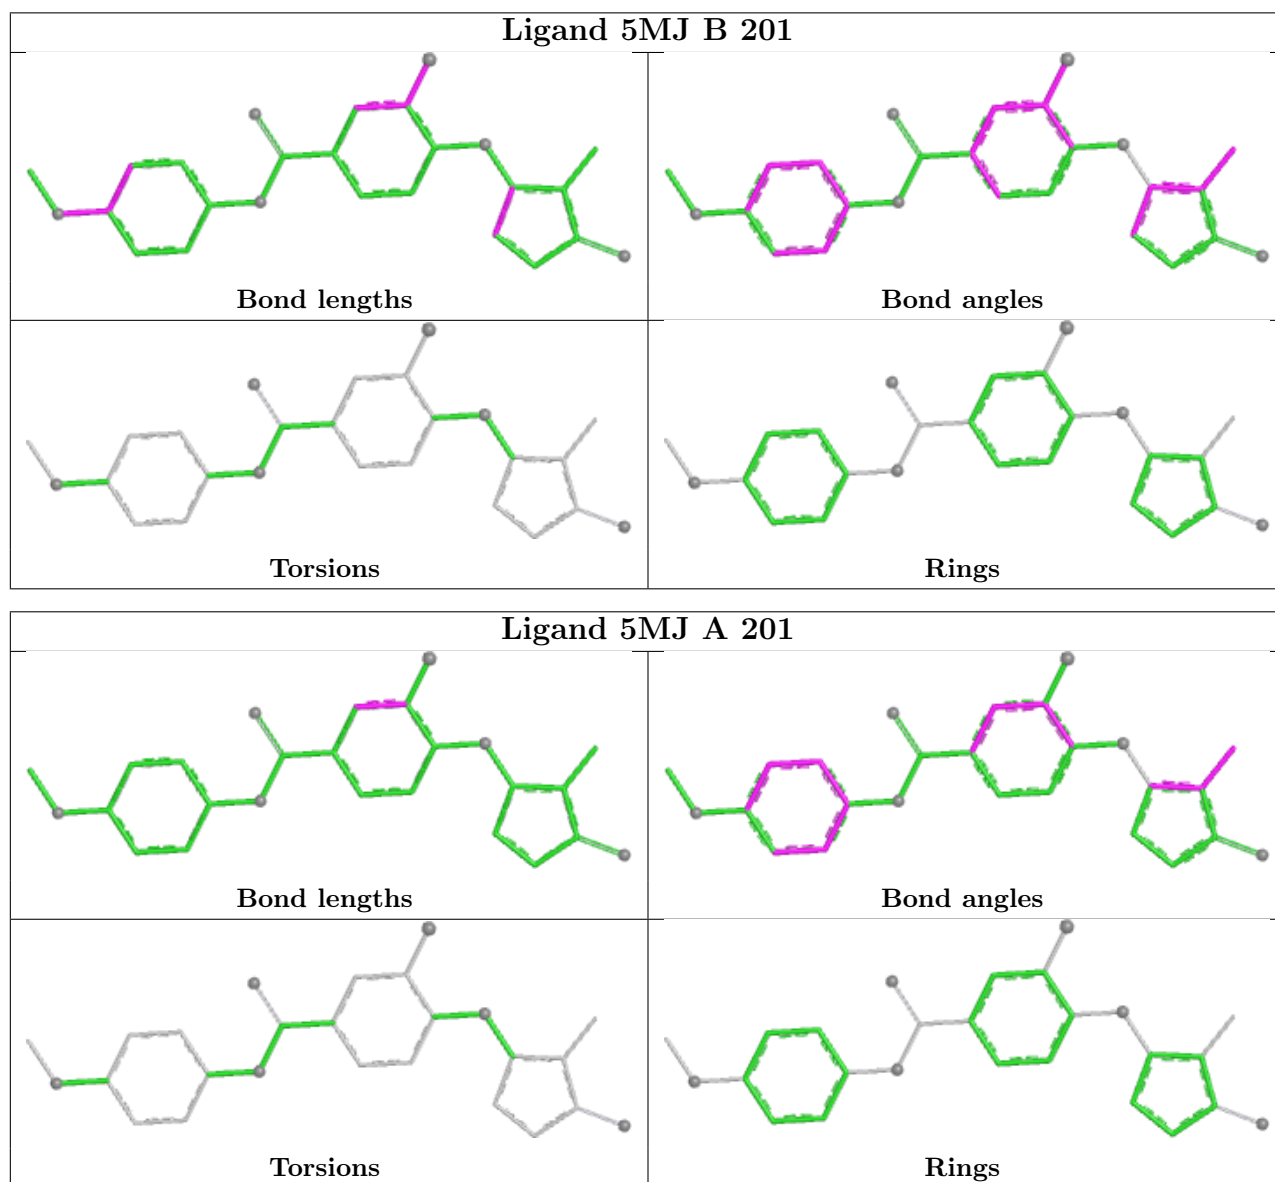 Ligand 5MJ B 201
Bond lengths
Bond angles
Torsions
Rings
Ligand 5MJ A 201
Bond lengths
Bond angles
Torsions
Rings